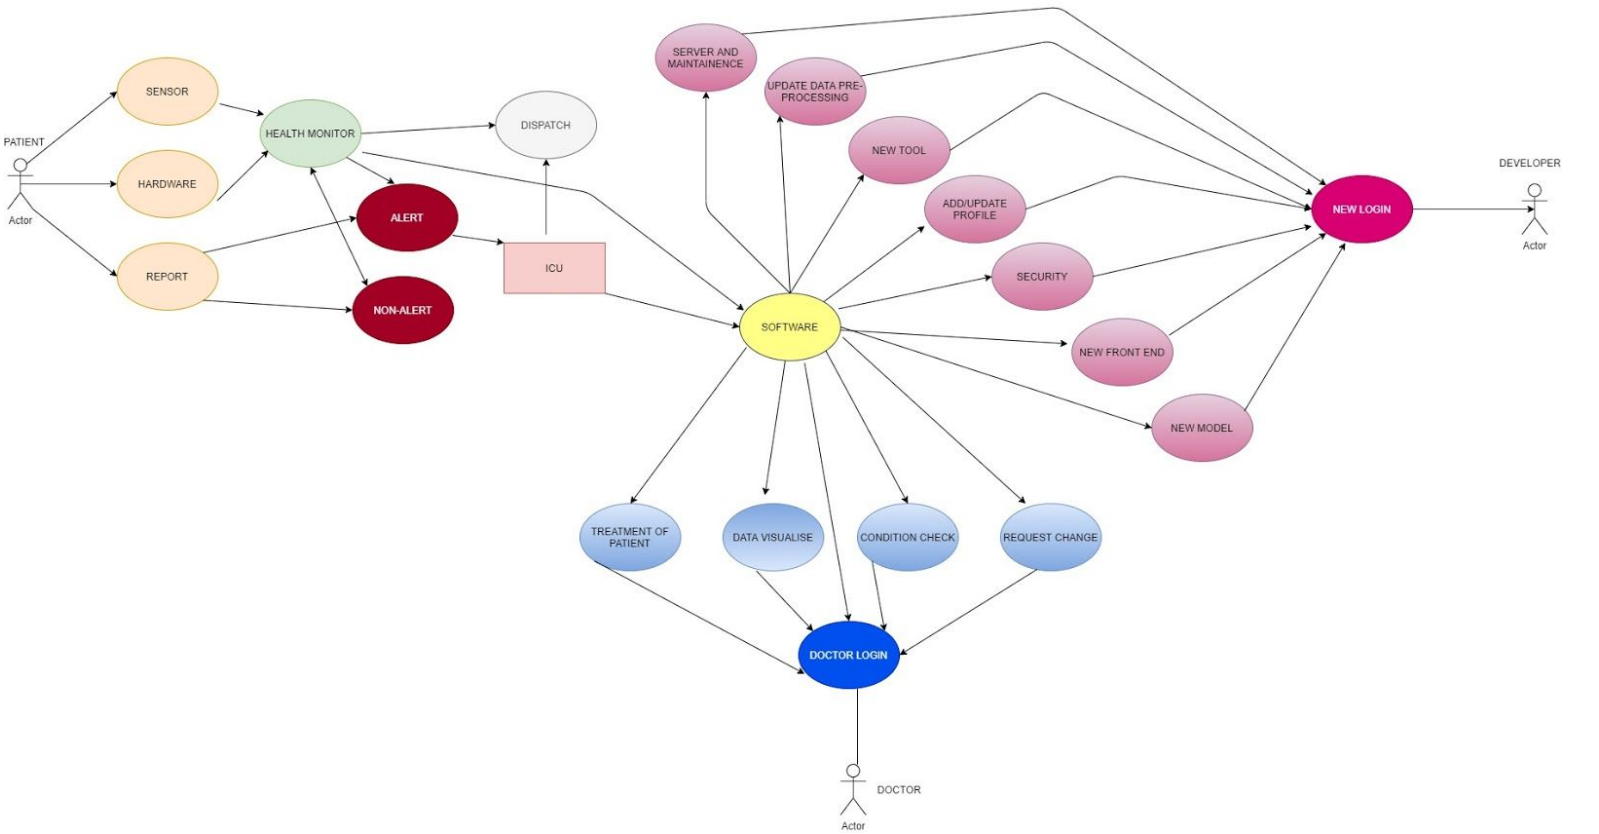 PATIENT
Actor
SENSOR
HARDWARE
REPORT
HEALTH MONITOR
ALERT
NON-ALERT
DISPATCH
ICU
SERVER AND
MAINTAINENCE
UPDATE DATA PRE-
PROCESSING
NEW TOOL
ADD/UPDATE
PROFILE
SECURITY
NEW FRONT END
NEW MODEL
SOFTWARE
NEW LOGIN
DEVELOPER
Actor
TREATMENT OF
PATIENT
DATA VISUALISE
CONDITION CHECK
REQUEST CHANGE
DOCTOR LOGIN
DOCTOR
Actor